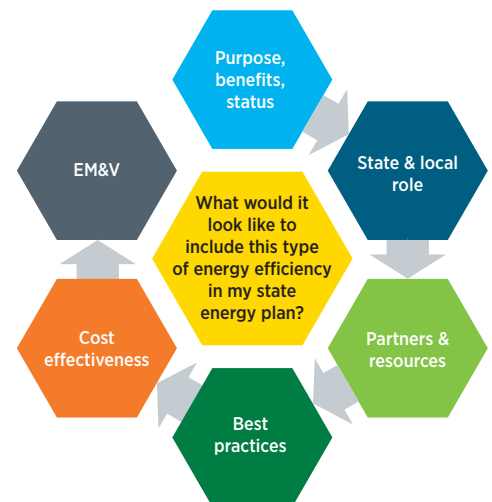 Purpose,
benefits,
status
State & local
role
Partners &
resources
Best
practices
Cost
effectiveness
EM&V
What would it
look like to
include this type
of energy efficiency
in my state
energy plan?